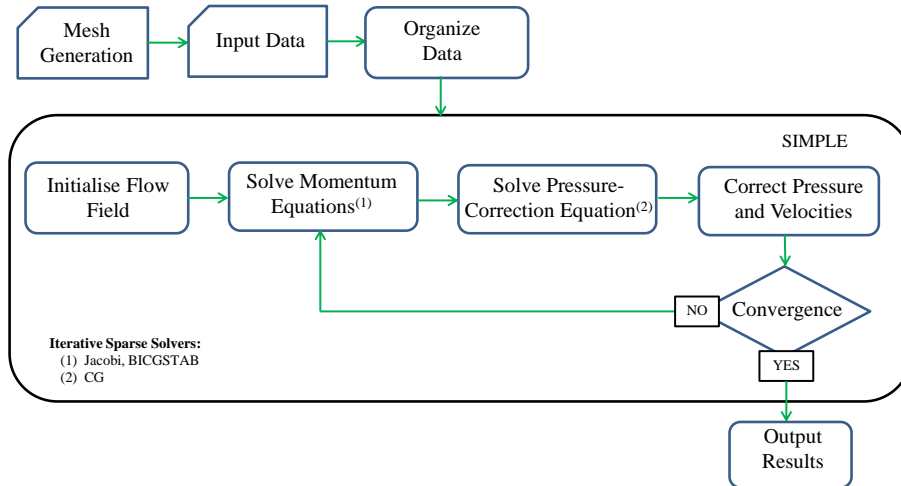 Mesh
Generation
Input Data
Organize
Data
SIMPLE
Initialise Flow
Field
Solve Momentum
Equations(1)
Solve Pressure-
Correction Equation(2)
Correct Pressure
and Velocities
Convergence
NO
YES
Iterative Sparse Solvers:
(1) Jacobi, BICGSTAB
(2) CG
Output
Results